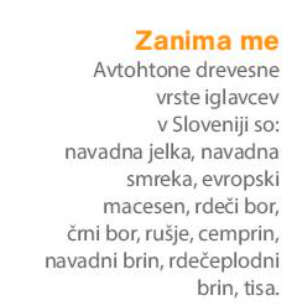 Zanima me
Avtohtone drevesne
vrste iglavcev
v Sloveniji so:
navadna jelka, navadna
smreka, evropski
macesen, rdeči bor,
črni bor, rušje, cemprin,
navadni brin, rdečeplodni
brin, tisa.